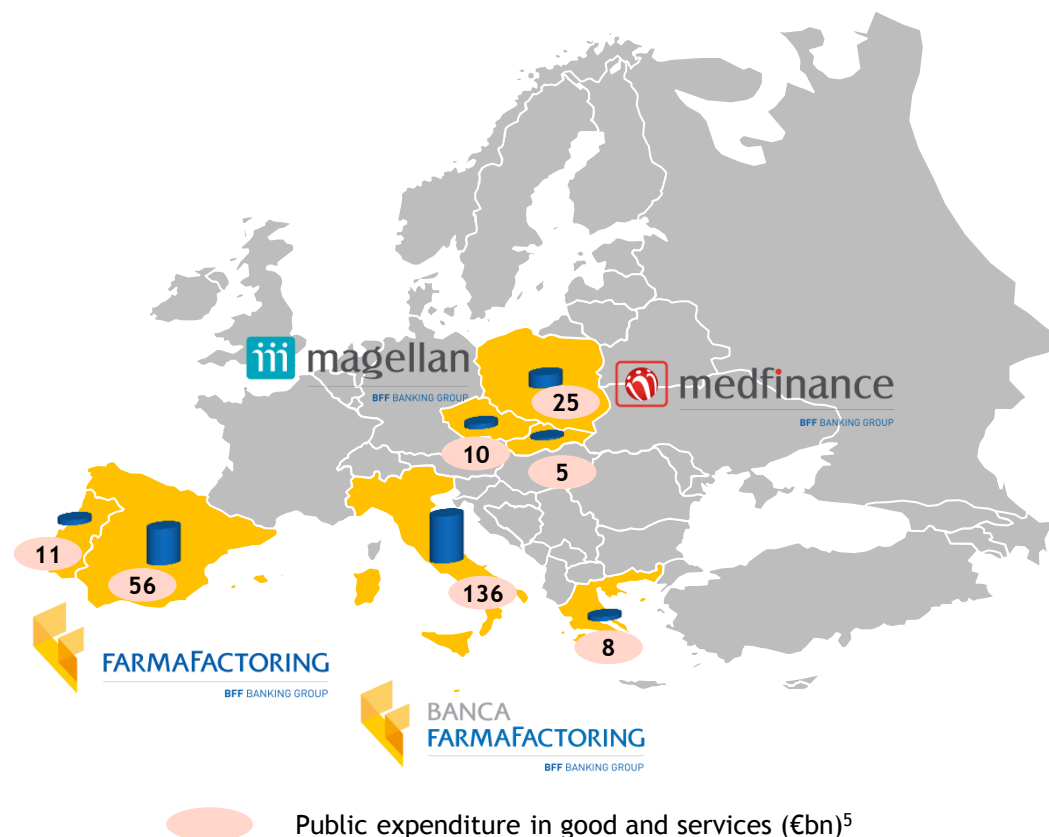 magellan
BFF BANKING GROUP
medfinance
BFF BANKING GROUP
25
10
5
11
56
136
8
FARMAFACTORING
BFF BANKING GROUP
BANCA
FARMAFACTORING
BFF BANKING GROUP
Public expenditure in good and services (€bn)5